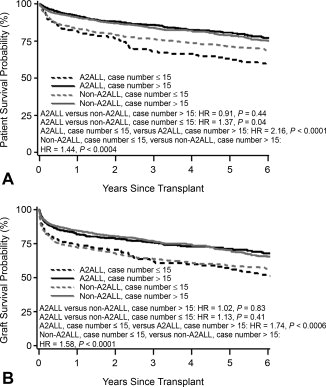 100
75
50
25
0
Patient Survival Probability (%)
A2ALL, case number ≤ 15
A2ALL, case number > 15
Non-A2ALL, case number ≤ 15
Non-A2ALL, case number > 15
A2ALL versus non-A2ALL, case number > 15: HR = 0.91, P = 0.44
A2ALL versus non-A2ALL, case number ≤ 15: HR = 1.37, P = 0.04
A2ALL, case number ≤ 15, versus A2ALL, case number > 15: HR = 2.16, P < 0.0001
Non-A2ALL, case number ≤ 15, versus non-A2ALL, case number > 15:
HR = 1.44, P < 0.0004
0 1 2 3 4 5 6
A
Years Since Transplant
100
75
50
25
0
Graft Survival Probability (%)
A2ALL, case number ≤ 15
A2ALL, case number > 15
Non-A2ALL, case number ≤ 15
Non-A2ALL, case number > 15
A2ALL versus non-A2ALL, case number > 15: HR = 1.02, P = 0.83
A2ALL versus non-A2ALL, case number ≤ 15: HR = 1.13, P = 0.41
A2ALL, case number ≤ 15, versus A2ALL, case number > 15: HR = 1.74, P < 0.0006
Non-A2ALL, case number ≤ 15, versus non-A2ALL, case number > 15:
HR = 1.58, P < 0.0001
0 1 2 3 4 5 6
B
Years Since Transplant